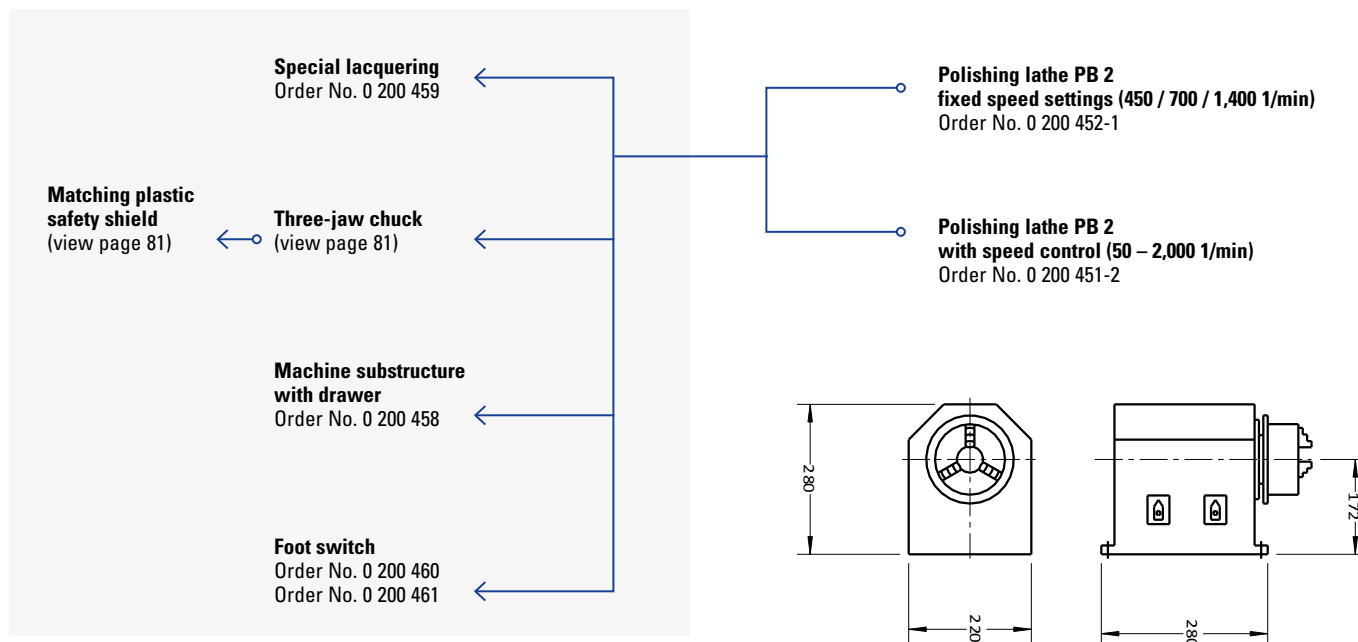 Special lacquering
Order No. 0 200 459
Matching plastic
safety shield
(view page 81)
Three-jaw chuck
(view page 81)
Machine substructure
with drawer
Order No. 0 200 458
Foot switch
Order No. 0 200 460
Order No. 0 200 461
Polishing lathe PB 2
fixed speed settings (450 / 700 / 1,400 1/min)
Order No. 0 200 452-1
Polishing lathe PB 2
with speed control (50 – 2,000 1/min)
Order No. 0 200 451-2
280
220
172
280